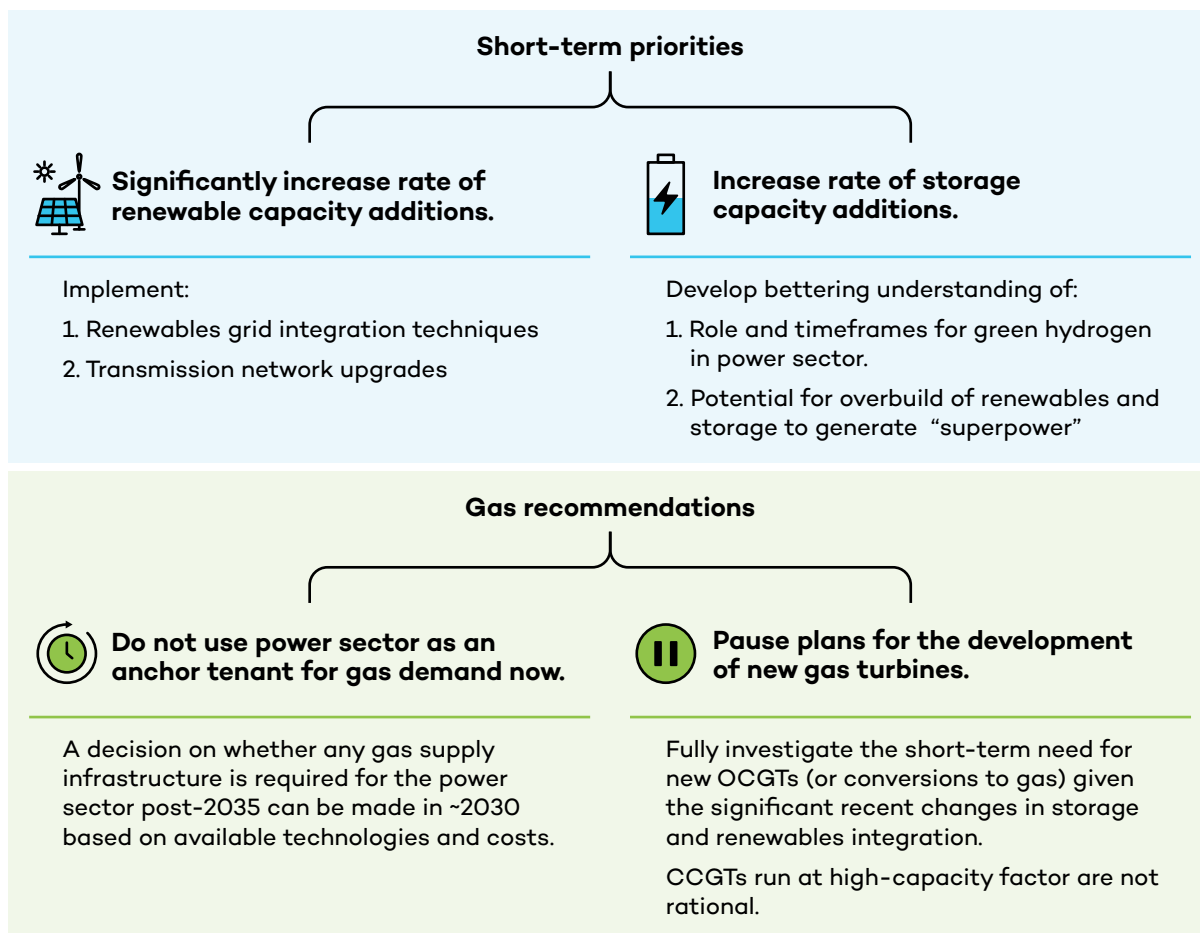 Short-term priorities
Significantly increase rate of
renewable capacity additions.
Implement:
1. Renewables grid integration techniques
2. Transmission network upgrades
Increase rate of storage
capacity additions.
Develop bettering understanding of:
1. Role and timeframes for green hydrogen
in power sector.
2. Potential for overbuild of renewables and
storage to generate “superpower”
Gas recommendations
Do not use power sector as an
anchor tenant for gas demand now.
A decision on whether any gas supply
infrastructure is required for the power
sector post-2035 can be made in ~2030
based on available technologies and costs.
Pause plans for the development
of new gas turbines.
Fully investigate the short-term need for
new OCGTs (or conversions to gas) given
the significant recent changes in storage
and renewables integration.
CCGTs run at high-capacity factor are not
rational.